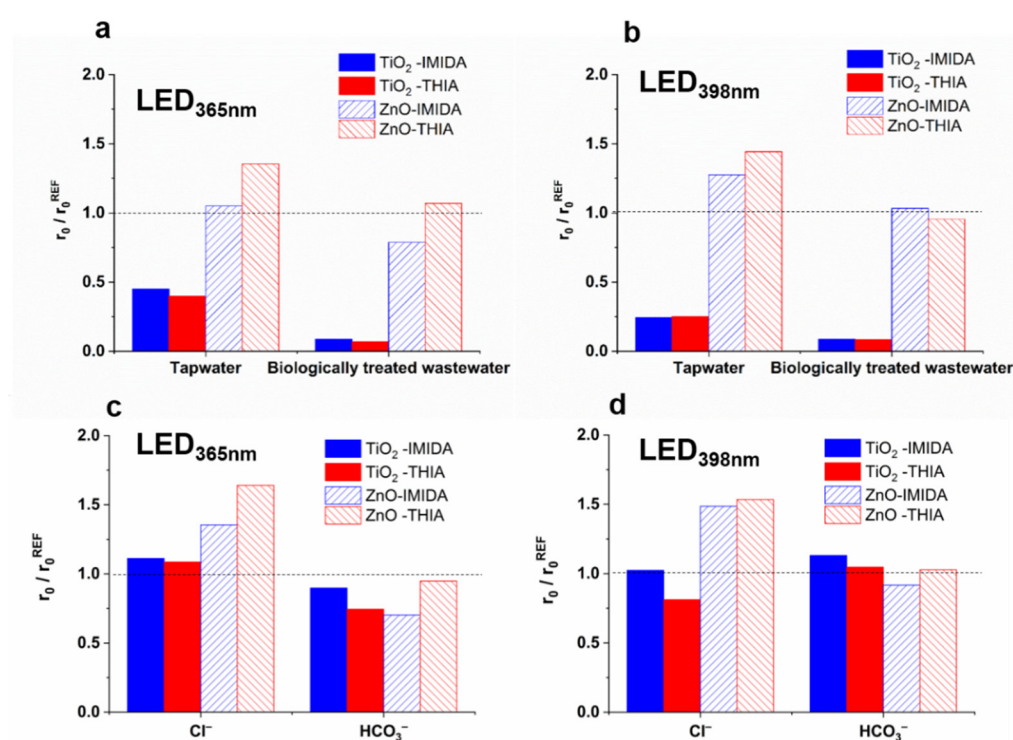 a
TiO2 -IMIDA
TiO2 -THIA
ZnO-IMIDA
ZnO-THIA
LED365nm
2.0
1.5
1.0
0.5
0.0
r0 / r0REF
Tapwater
Biologically treated wastewater
b
TiO2 -IMIDA
TiO2 -THIA
ZnO-IMIDA
ZnO-THIA
LED398nm
2.0
1.5
1.0
0.5
0.0
r0 / r0REF
Tapwater
Biologically treated wastewater
c
TiO2 -IMIDA
TiO2 -THIA
ZnO-IMIDA
ZnO -THIA
LED365nm
2.0
1.5
1.0
0.5
0.0
r0 / r0REF
Cl−
HCO3−
d
TiO2 -IMIDA
TiO2 -THIA
ZnO-IMIDA
ZnO -THIA
LED398nm
2.0
1.5
1.0
0.5
0.0
r0 / r0REF
Cl−
HCO3−